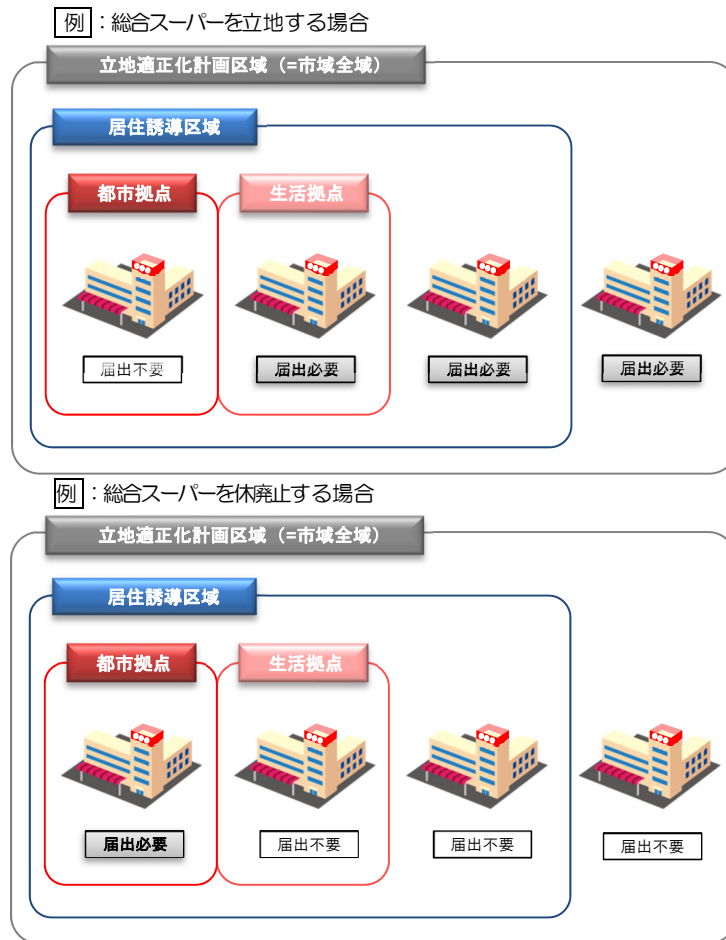 例：総合スーパーを立地する場合
立地適正化計画区域（=市域全域）
居住誘導区域
都市拠点
生活拠点
届出不要
届出必要
届出必要
届出必要
例：総合スーパーを休廃止する場合
立地適正化計画区域（=市域全域）
居住誘導区域
都市拠点
生活拠点
届出必要
届出不要
届出不要
届出不要